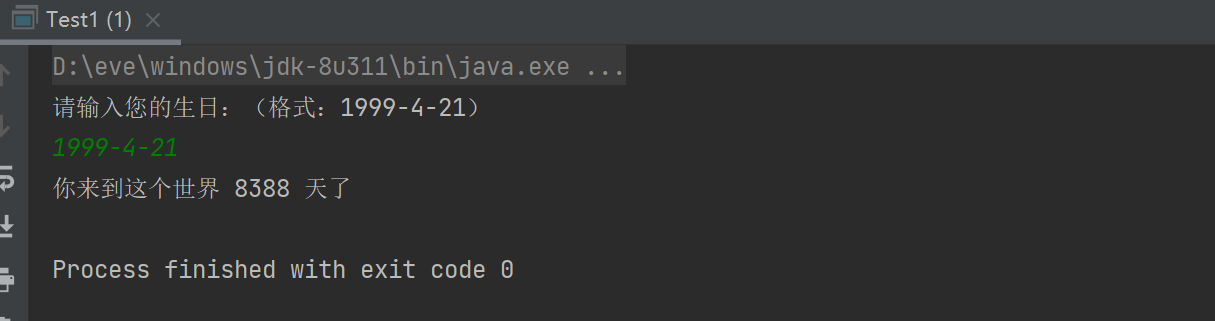 Test1 (1)
D:\eve\windows\jdk-8u311\bin\java.exe ...
请输入您的生日：（格式：1999-4-21）
1999-4-21
你来到这个世界 8388 天了
Process finished with exit code 0